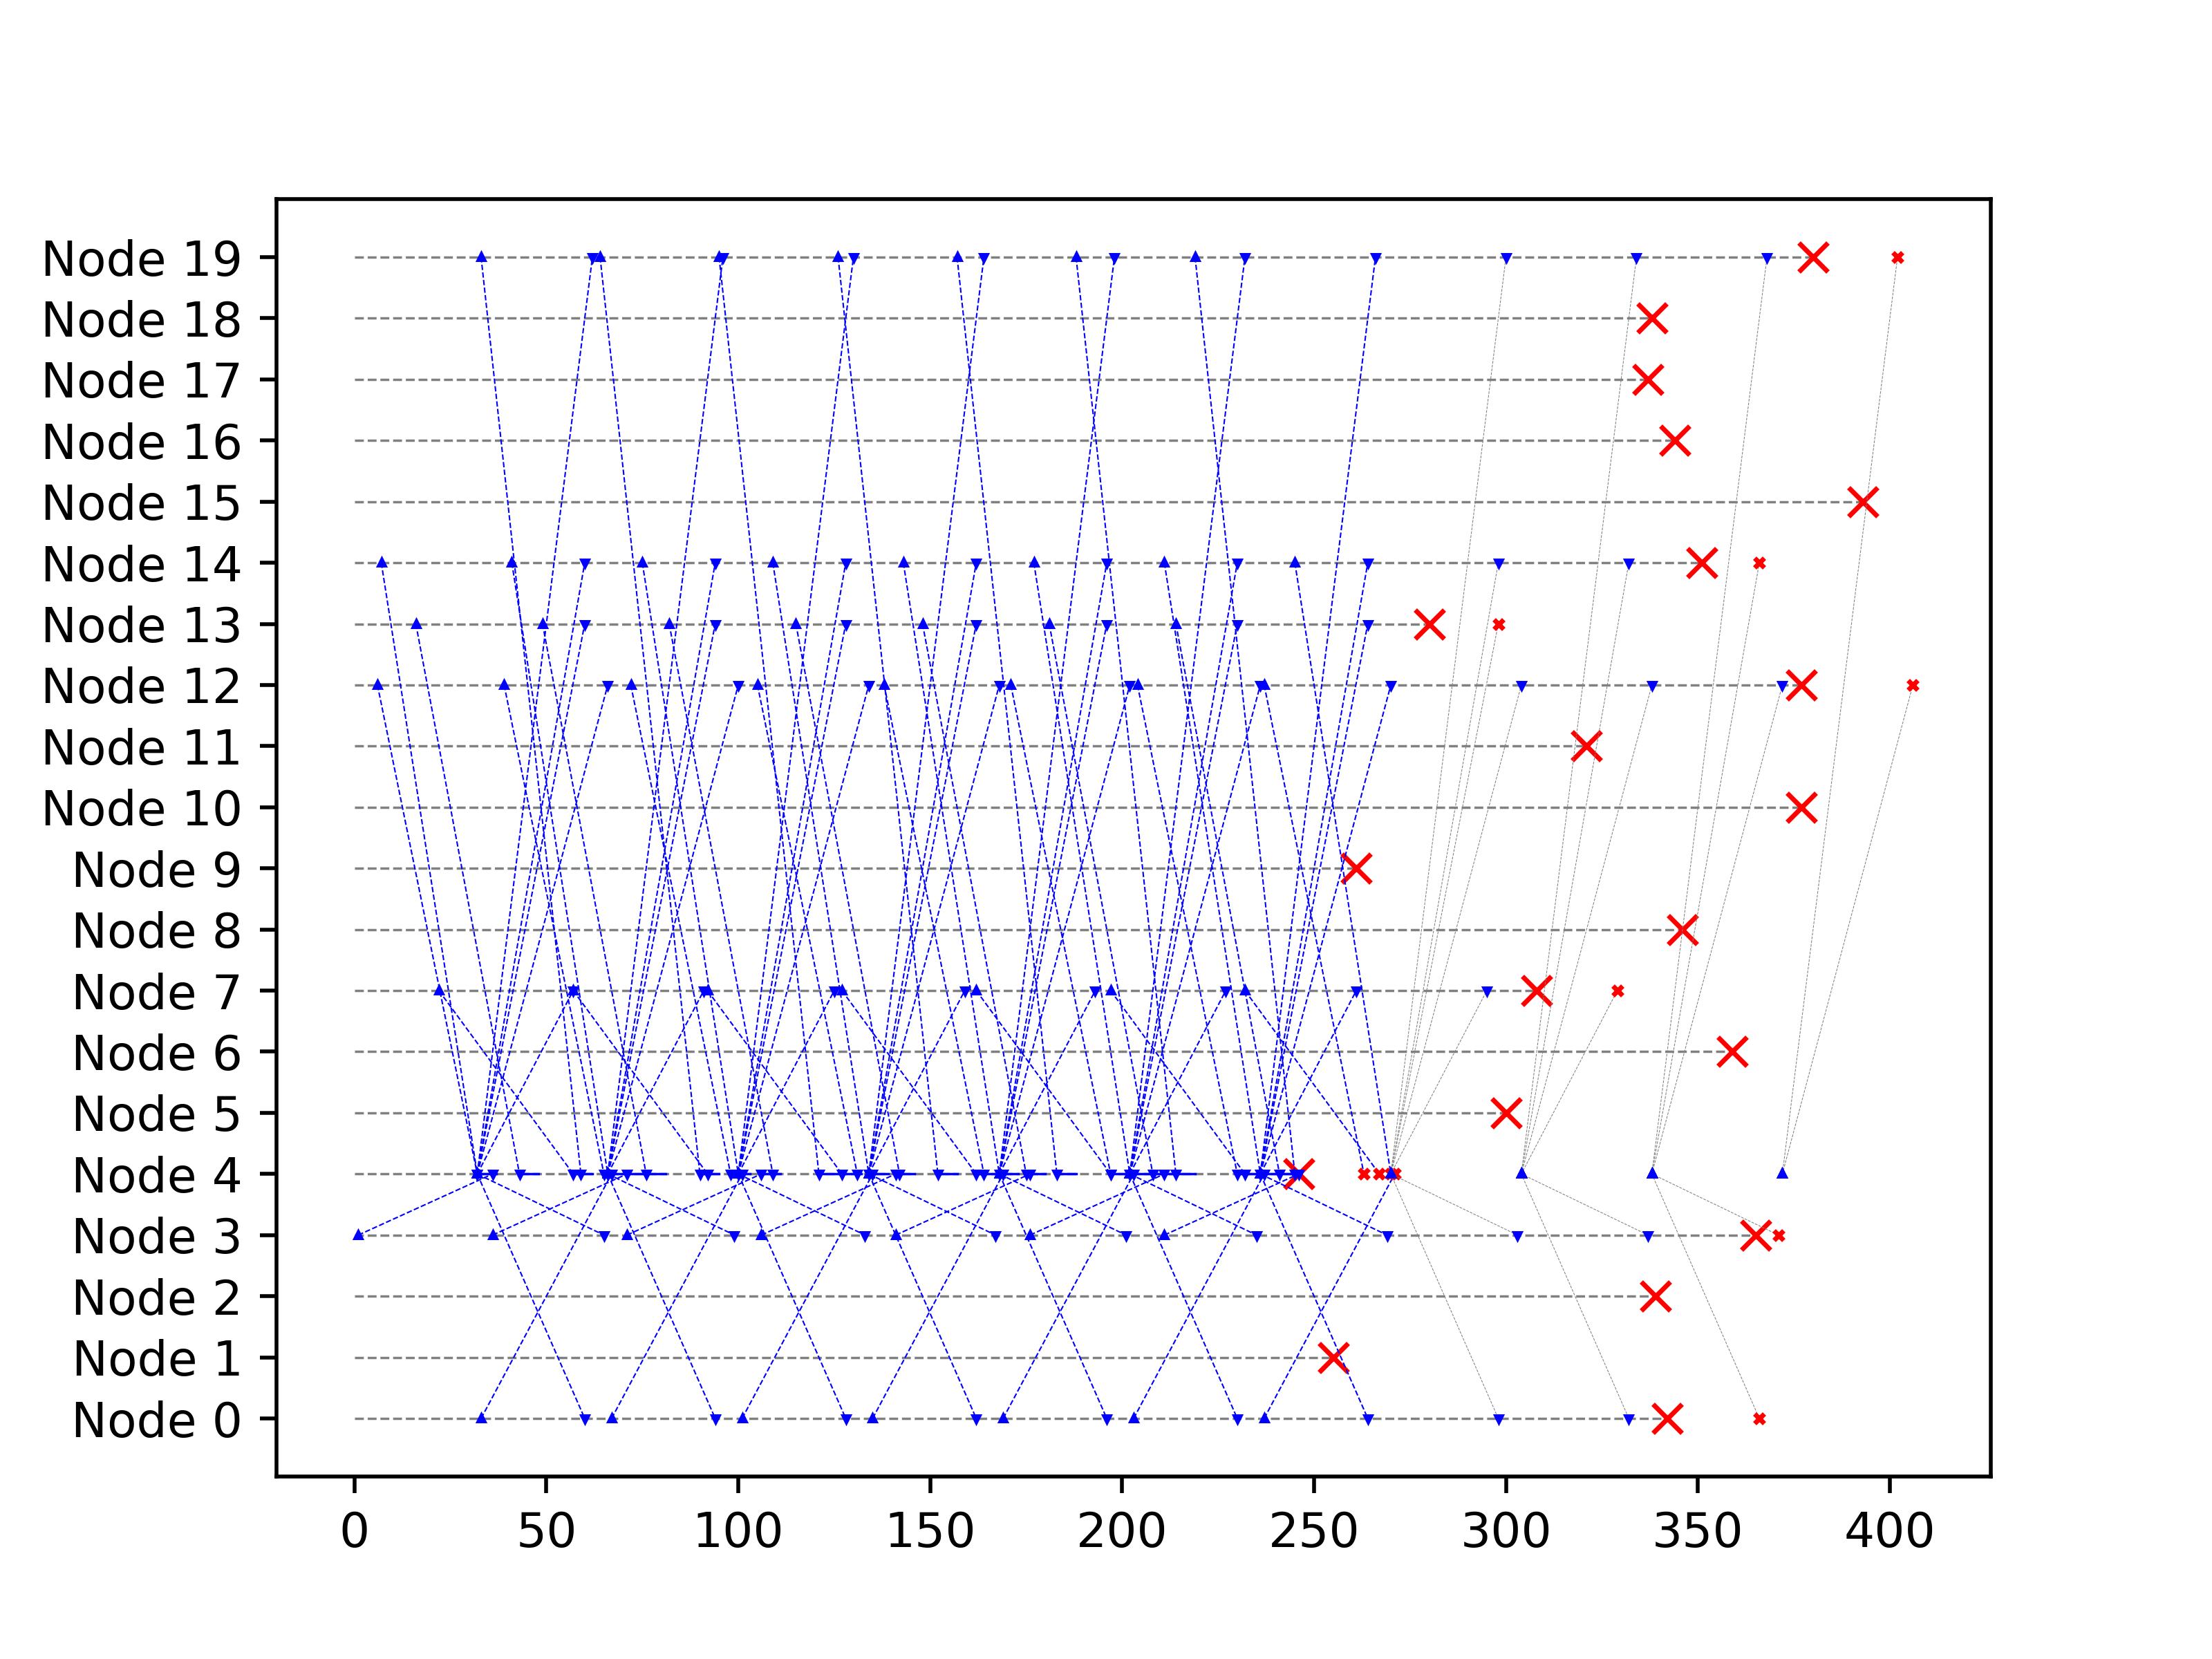 Node 19
Node 18
Node 17
Node 16
Node 15
Node 14
Node 13
Node 12
Node 11
Node 10
Node 9
Node 8
Node 7
Node 6
Node 5
Node 4
Node 3
Node 2
Node 1
Node 0
0 50 100 150 200 250 300 350 400